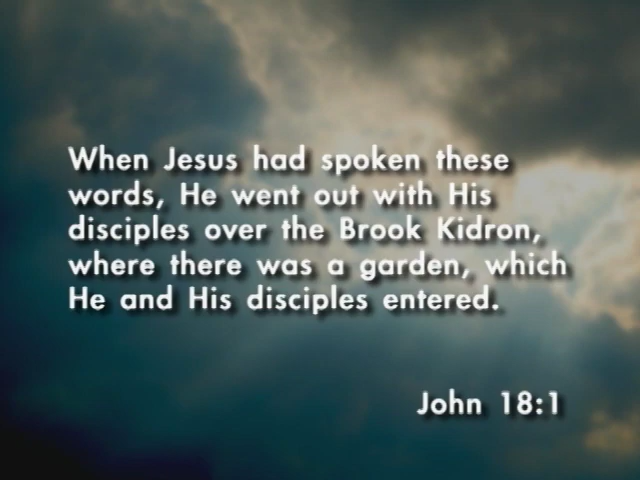 When Jesus had spoken these
words, He went out with His
disciples over the Brook Kidron,
where there was a garden, which
He and His disciples entered.
John 18:1